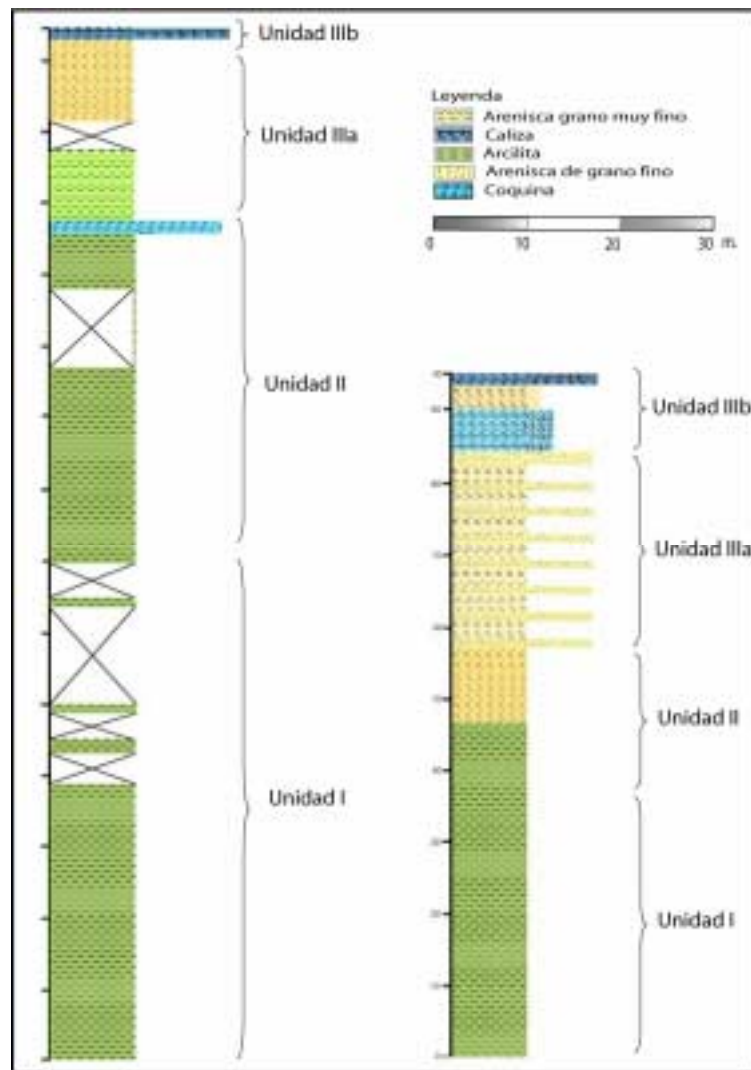 Unidad IIIb
Unidad IIIa
Unidad II
Unidad I
Leyenda
Arenisca grano muy fino
Caliza
Arcilita
Arenisca de grano fino
Coquina
0 10 20 30 m.
Unidad IIIb
Unidad IIIa
Unidad II
Unidad I